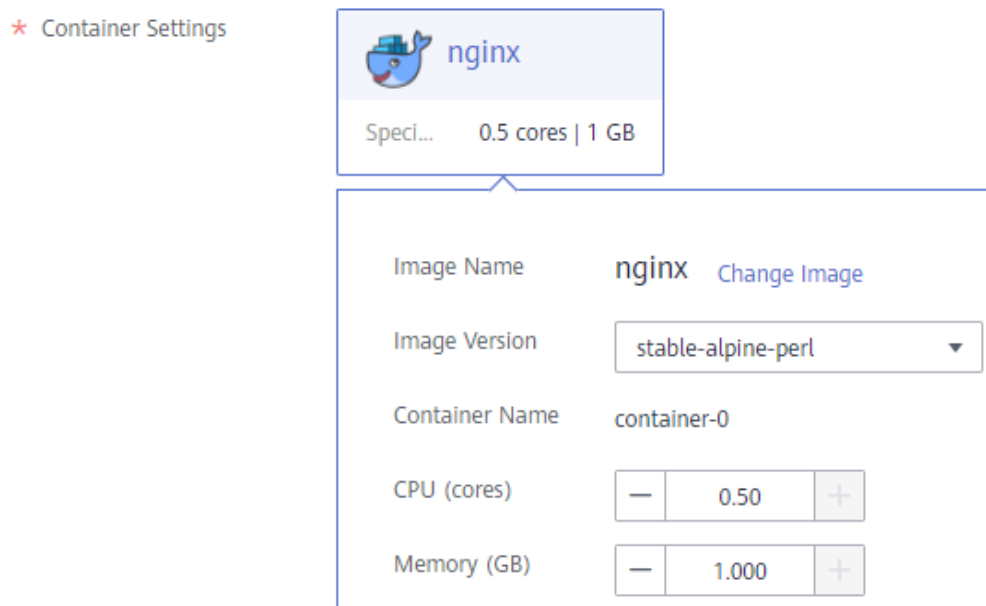 * Container Settings
nginx
Speci... 0.5 cores | 1 GB
Image Name nginx Change Image
Image Version stable-alpine-perl
Container Name container-0
CPU (cores) — 0.50 +
Memory (GB) — 1.000 +